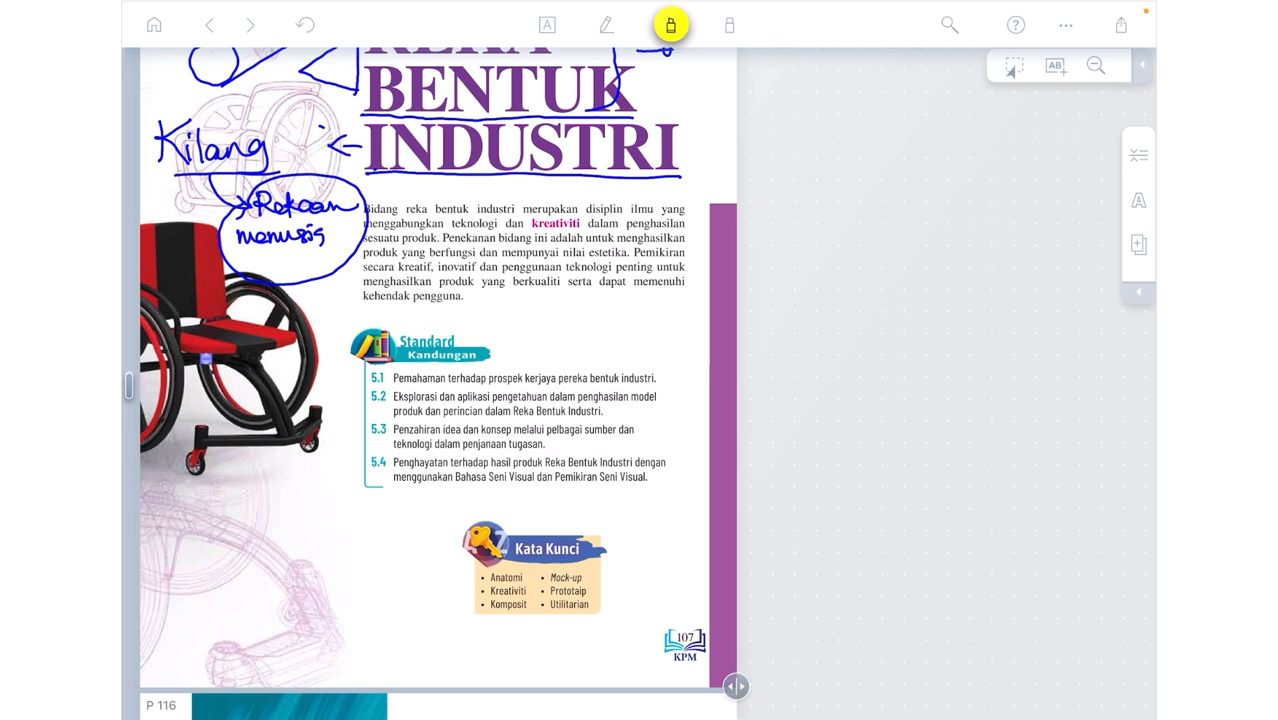 REKA
BENTUK
INDUSTRI
Kilang
Rekaan
manusia
Bidang reka bentuk industri merupakan disiplin ilmu yang
menggabungkan teknologi dan kreativiti dalam penghasilan
sesuatu produk. Penekanan bidang ini adalah untuk menghasilkan
produk yang berfungsi dan mempunyai nilai estetika. Pemikiran
secara kreatif, inovatif dan penggunaan teknologi penting untuk
menghasilkan produk yang berkualiti serta dapat memenuhi
kehendak pengguna.
Standard
Kandungan
5.1 Pemahaman terhadap prospek kerjaya pereka bentuk industri.
5.2 Eksplorasi dan aplikasi pengetahuan dalam penghasilan model
produk dan perincian dalam Reka Bentuk Industri.
5.3 Penzahiran idea dan konsep melalui pelbagai sumber dan
teknologi dalam penjanaan tugasan.
5.4 Penghayatan terhadap hasil produk Reka Bentuk Industri dengan
menggunakan Bahasa Seni Visual dan Pemikiran Seni Visual.
A Z Kata Kunci
• Anatomi
• Kreativiti
• Komposit
• Mock-up
• Prototaip
• Utilitarian
107
KPM
P 116